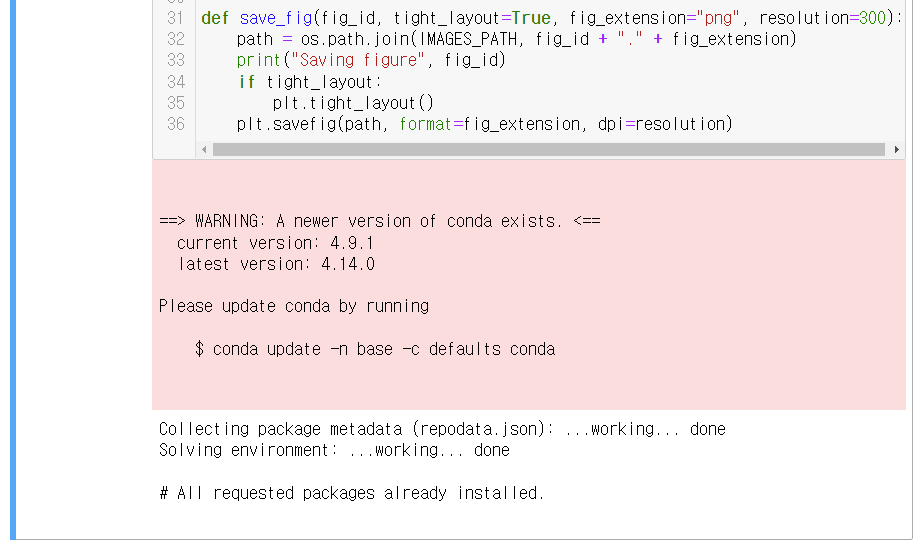 31 def save_fig(fig_id, tight_layout=True, fig_extension="png", resolution=300):
32     path = os.path.join(IMAGES_PATH, fig_id + "." + fig_extension)
33     print("Saving figure", fig_id)
34     if tight_layout:
35         plt.tight_layout()
36     plt.savefig(path, format=fig_extension, dpi=resolution)
==> WARNING: A newer version of conda exists. <==
  current version: 4.9.1
  latest version: 4.14.0
Please update conda by running
    $ conda update -n base -c defaults conda
Collecting package metadata (repodata.json): ...working... done
Solving environment: ...working... done
# All requested packages already installed.